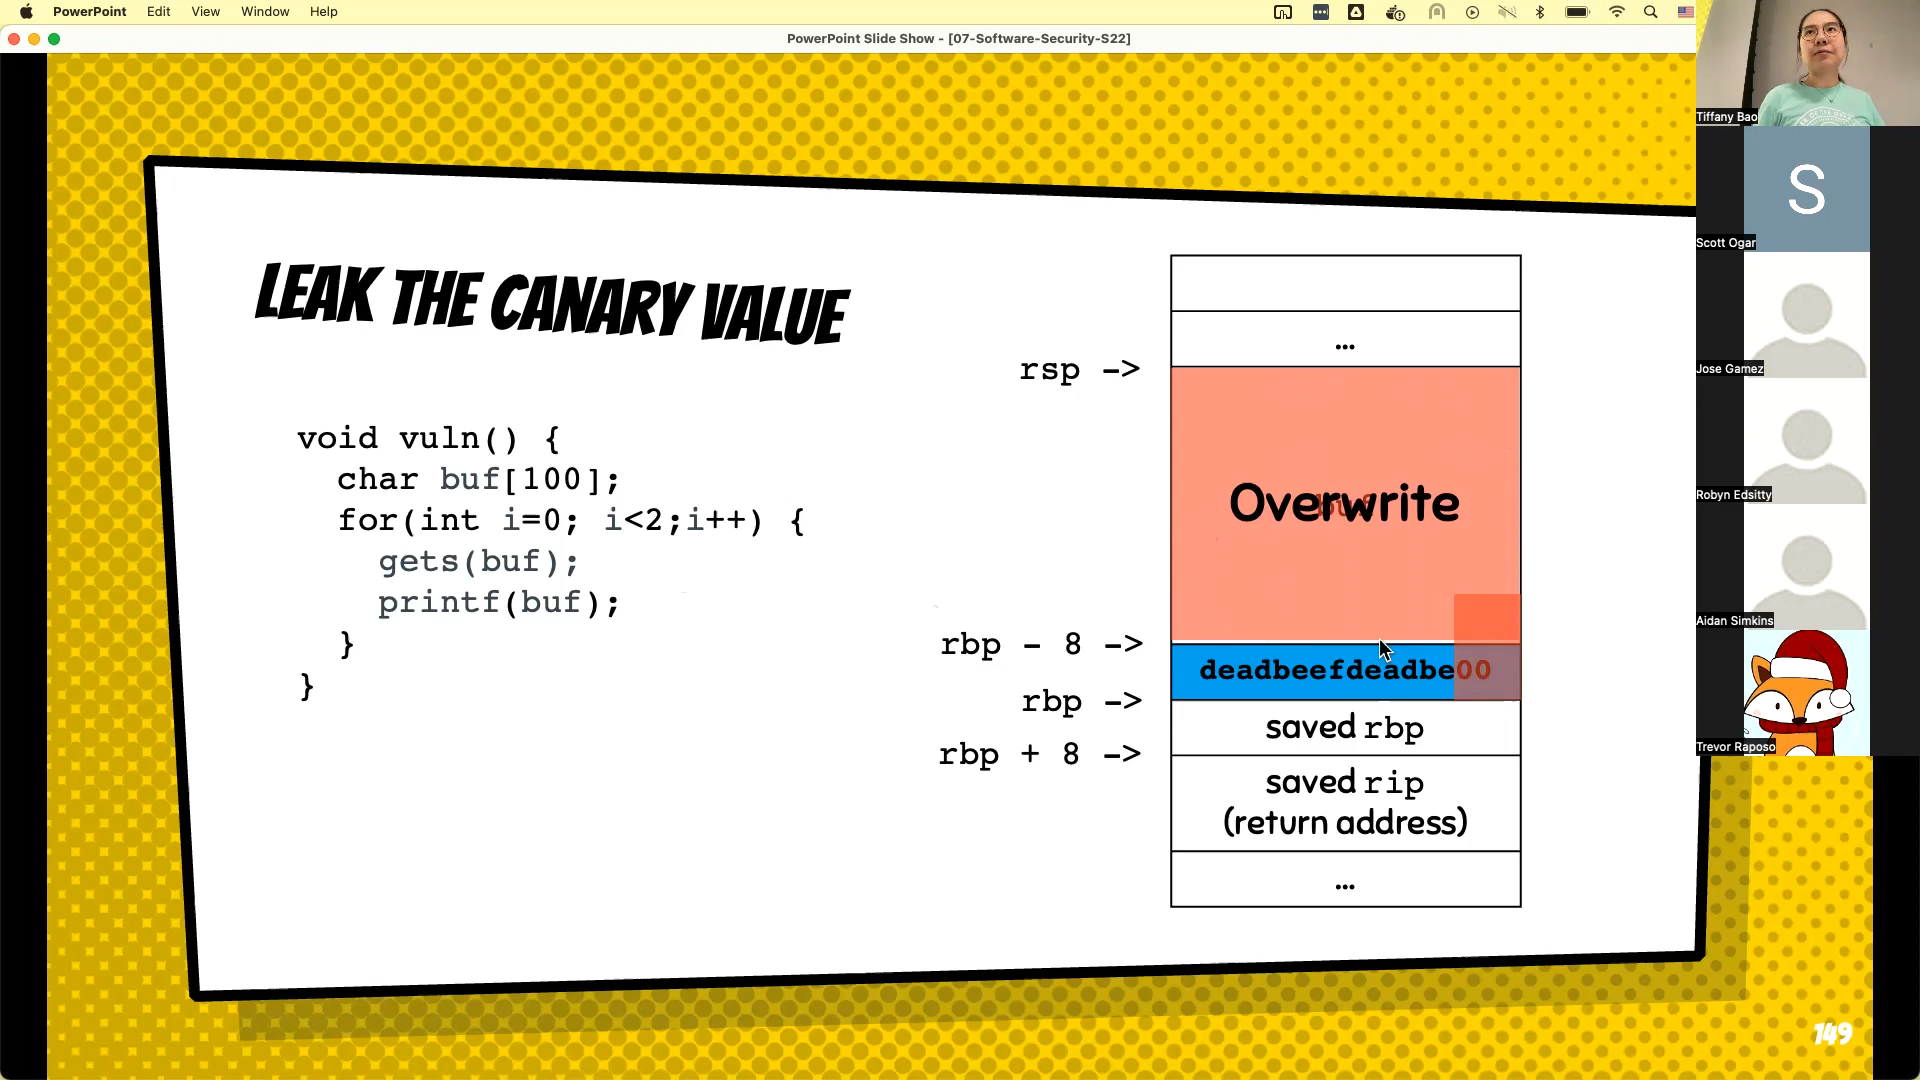 PowerPoint Edit View Window Help
PowerPoint Slide Show - [07-Software-Security-S22]
LEAK THE CANARY VALUE
void vuln() {
char buf[100];
for(int i=0; i<2;i++) {
gets(buf);
printf(buf);
}
}
...
rsp ->
Overwrite
buf
rbp - 8 ->
deadbeefdeadbe00
rbp ->
saved rbp
rbp + 8 ->
saved rip
(return address)
...
149
Tiffany Bao
S
Scott Ogar
Jose Gamez
Robyn Edsitty
Aidan Simkins
Trevor Raposo